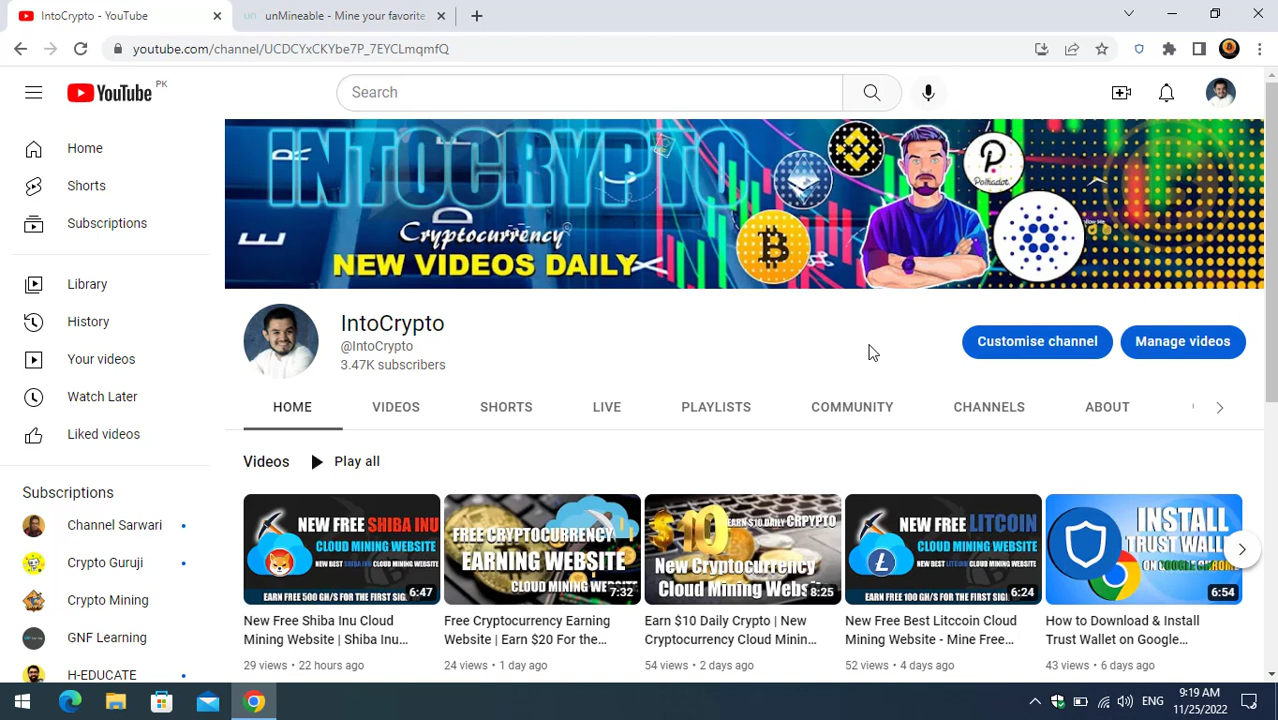 IntoCrypto - YouTube
unMineable - Mine your favorite
youtube.com/channel/UCDCYxCKYbe7P_7EYCLmqmfQ
YouTube PK
Search
Home
Shorts
Subscriptions
Library
History
Your videos
Watch Later
Liked videos
Subscriptions
Channel Sarwari
Crypto Guruji
Crypto Mining
GNF Learning
H-EDUCATE
INTOCRYPTO
Cryptocurrency
NEW VIDEOS DAILY
Polkadot.
IntoCrypto
@IntoCrypto
3.47K subscribers
Customise channel
Manage videos
HOME VIDEOS SHORTS LIVE PLAYLISTS COMMUNITY CHANNELS ABOUT
Videos Play all
NEW FREE SHIBA INU
CLOUD MINING WEBSITE
NEW BEST SHIBA INU CLOUD MINING WEBSITE
EARN FREE 500 GH/S FOR THE FIRST
6:47
New Free Shiba Inu Cloud
Mining Website | Shiba Inu...
29 views • 22 hours ago
FREE CRYPTOCURRENCY
EARNING WEBSITE
CLOUD MINING
7:32
Free Cryptocurrency Earning
Website | Earn $20 For the...
24 views • 1 day ago
$10
EARN $10 DAILY CRPYPTO
New Cryptocurrency
Cloud Mining
8:25
Earn $10 Daily Crypto | New
Cryptocurrency Cloud Minin...
54 views • 2 days ago
NEW FREE LITCOIN
CLOUD MINING WEBSITE
NEW BEST LITCOIN CLOUD MINING WEBSITE
EARN FREE 100 GH/S FOR THE FIRST
6:24
New Free Best Litccoin Cloud
Mining Website - Mine Free...
52 views • 4 days ago
INSTALL
TRUST
6:54
How to Download & Install
Trust Wallet on Google...
43 views • 6 days ago
ENG
9:19 AM
11/25/2022